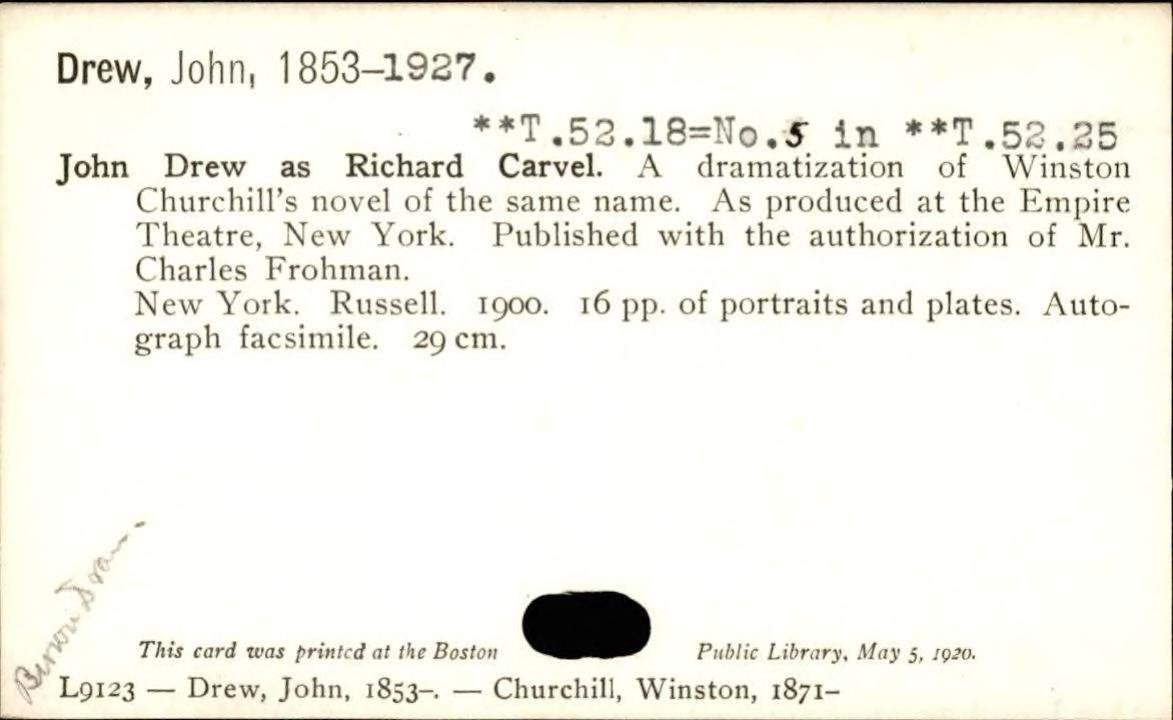 Drew, John, 1853–1927.
**T.52.18=No.5 in **T.52.25
John Drew as Richard Carvel. A dramatization of Winston
Churchill's novel of the same name. As produced at the Empire
Theatre, New York. Published with the authorization of Mr.
Charles Frohman.
New York. Russell. 1900. 16 pp. of portraits and plates. Auto-
graph facsimile. 29 cm.
Brown Dram.
This card was printed at the Boston Public Library, May 5, 1920.
L9123 — Drew, John, 1853–. — Churchill, Winston, 1871–